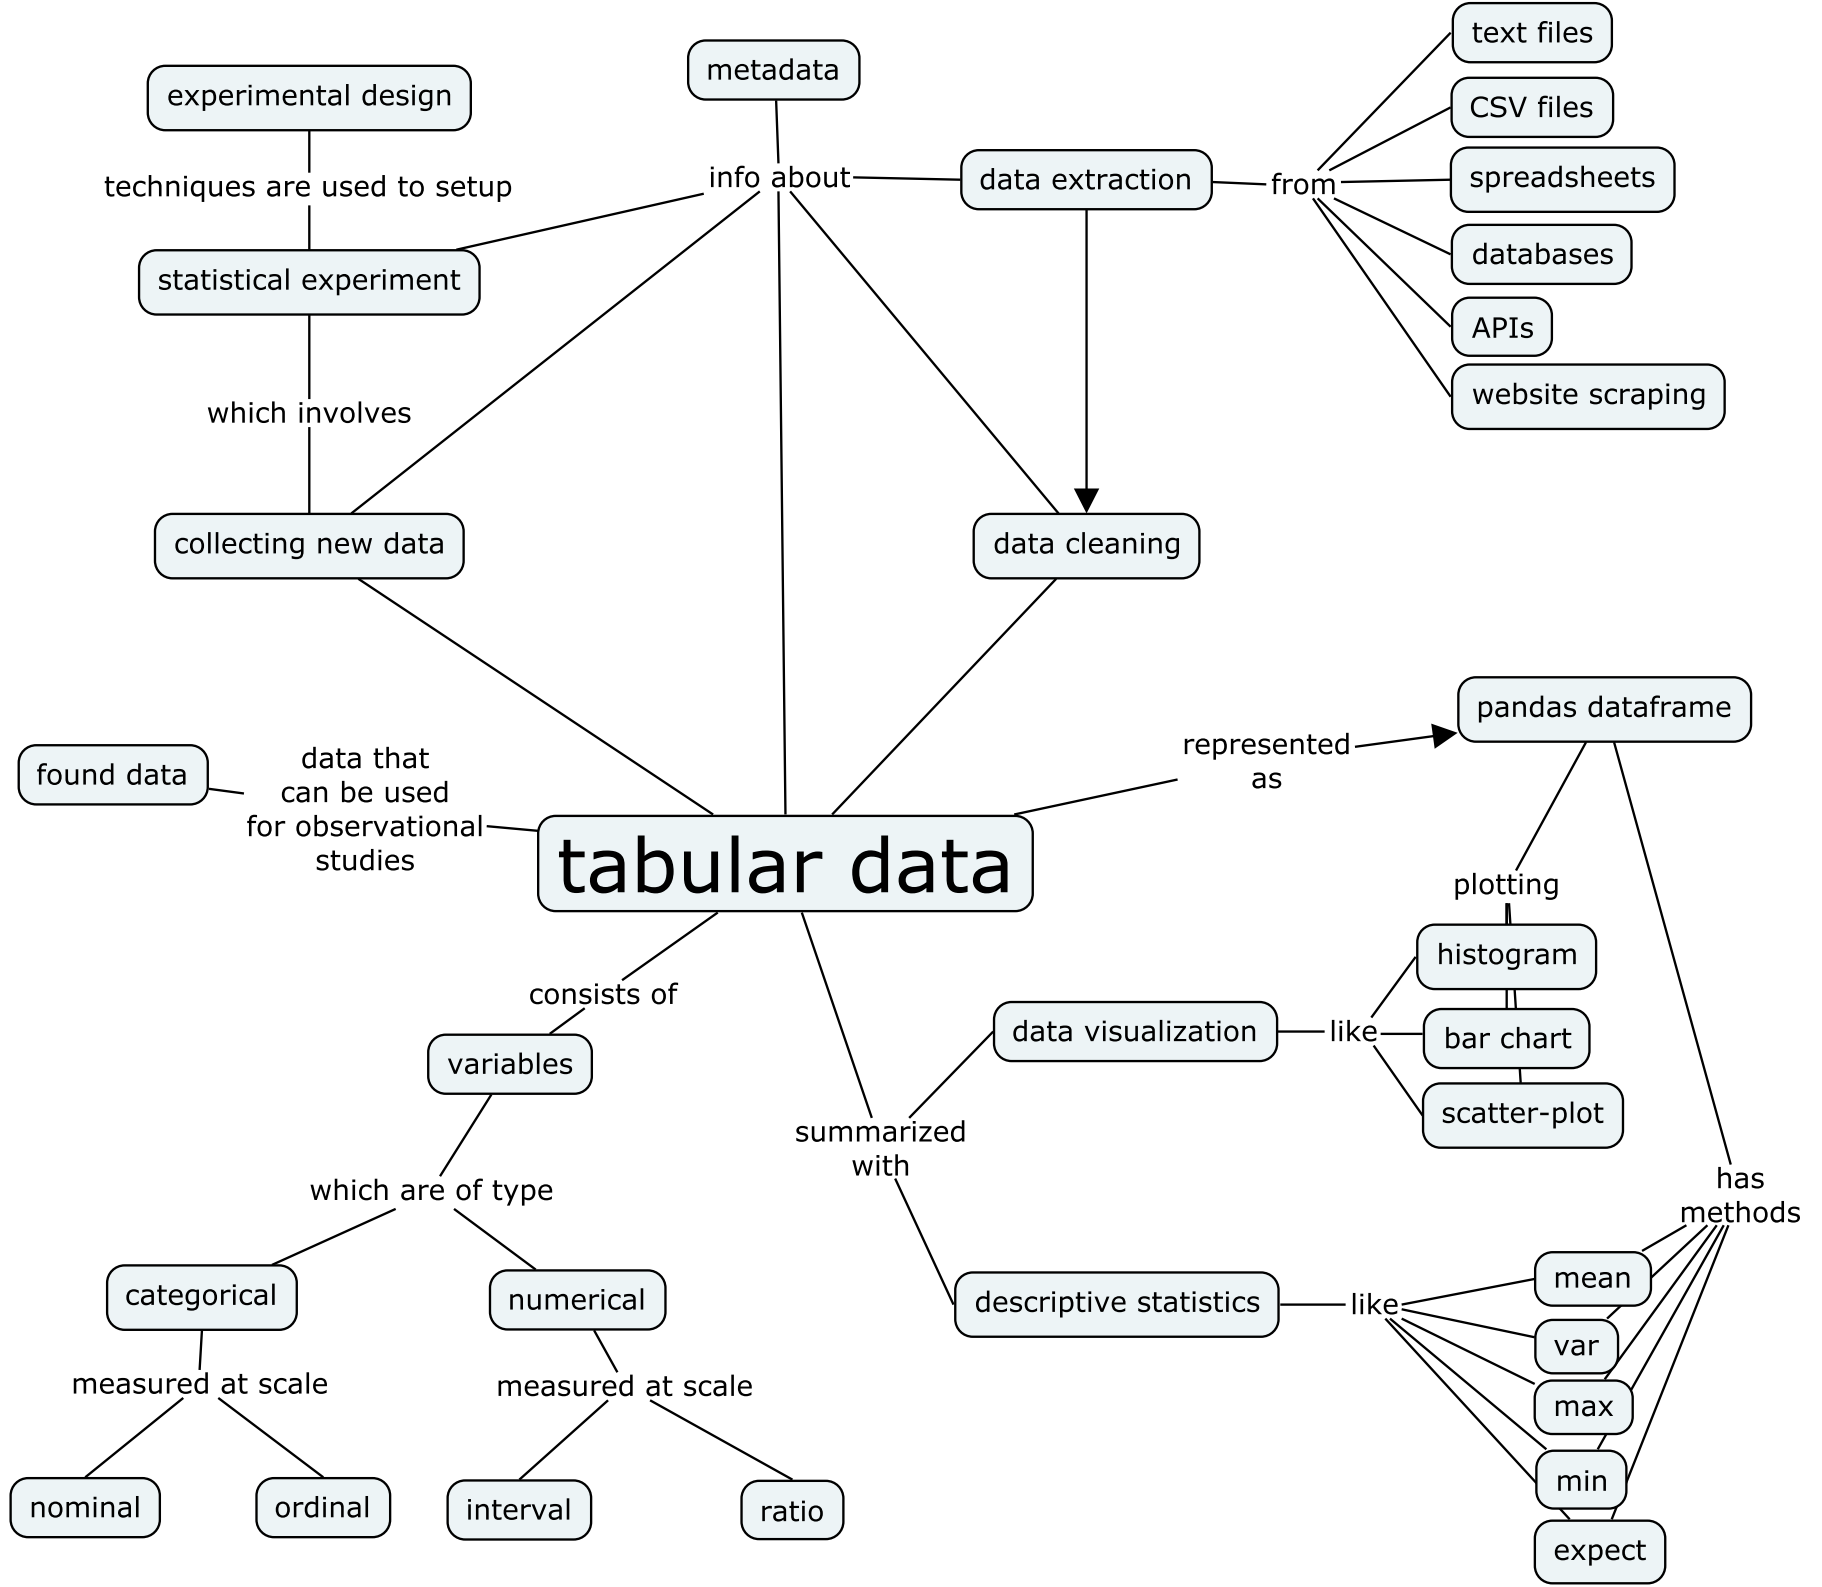 text files
metadata
experimental design
CSV files
info about
data extraction
from
spreadsheets
techniques are used to setup
databases
statistical experiment
APIs
website scraping
which involves
collecting new data
data cleaning
pandas dataframe
represented
as
found data
data that
can be used
for observational
studies
tabular data
plotting
histogram
consists of
data visualization
like
bar chart
variables
scatter-plot
summarized
with
has
methods
which are of type
categorical
numerical
descriptive statistics
like
mean
var
measured at scale
measured at scale
max
min
nominal
ordinal
interval
ratio
expect